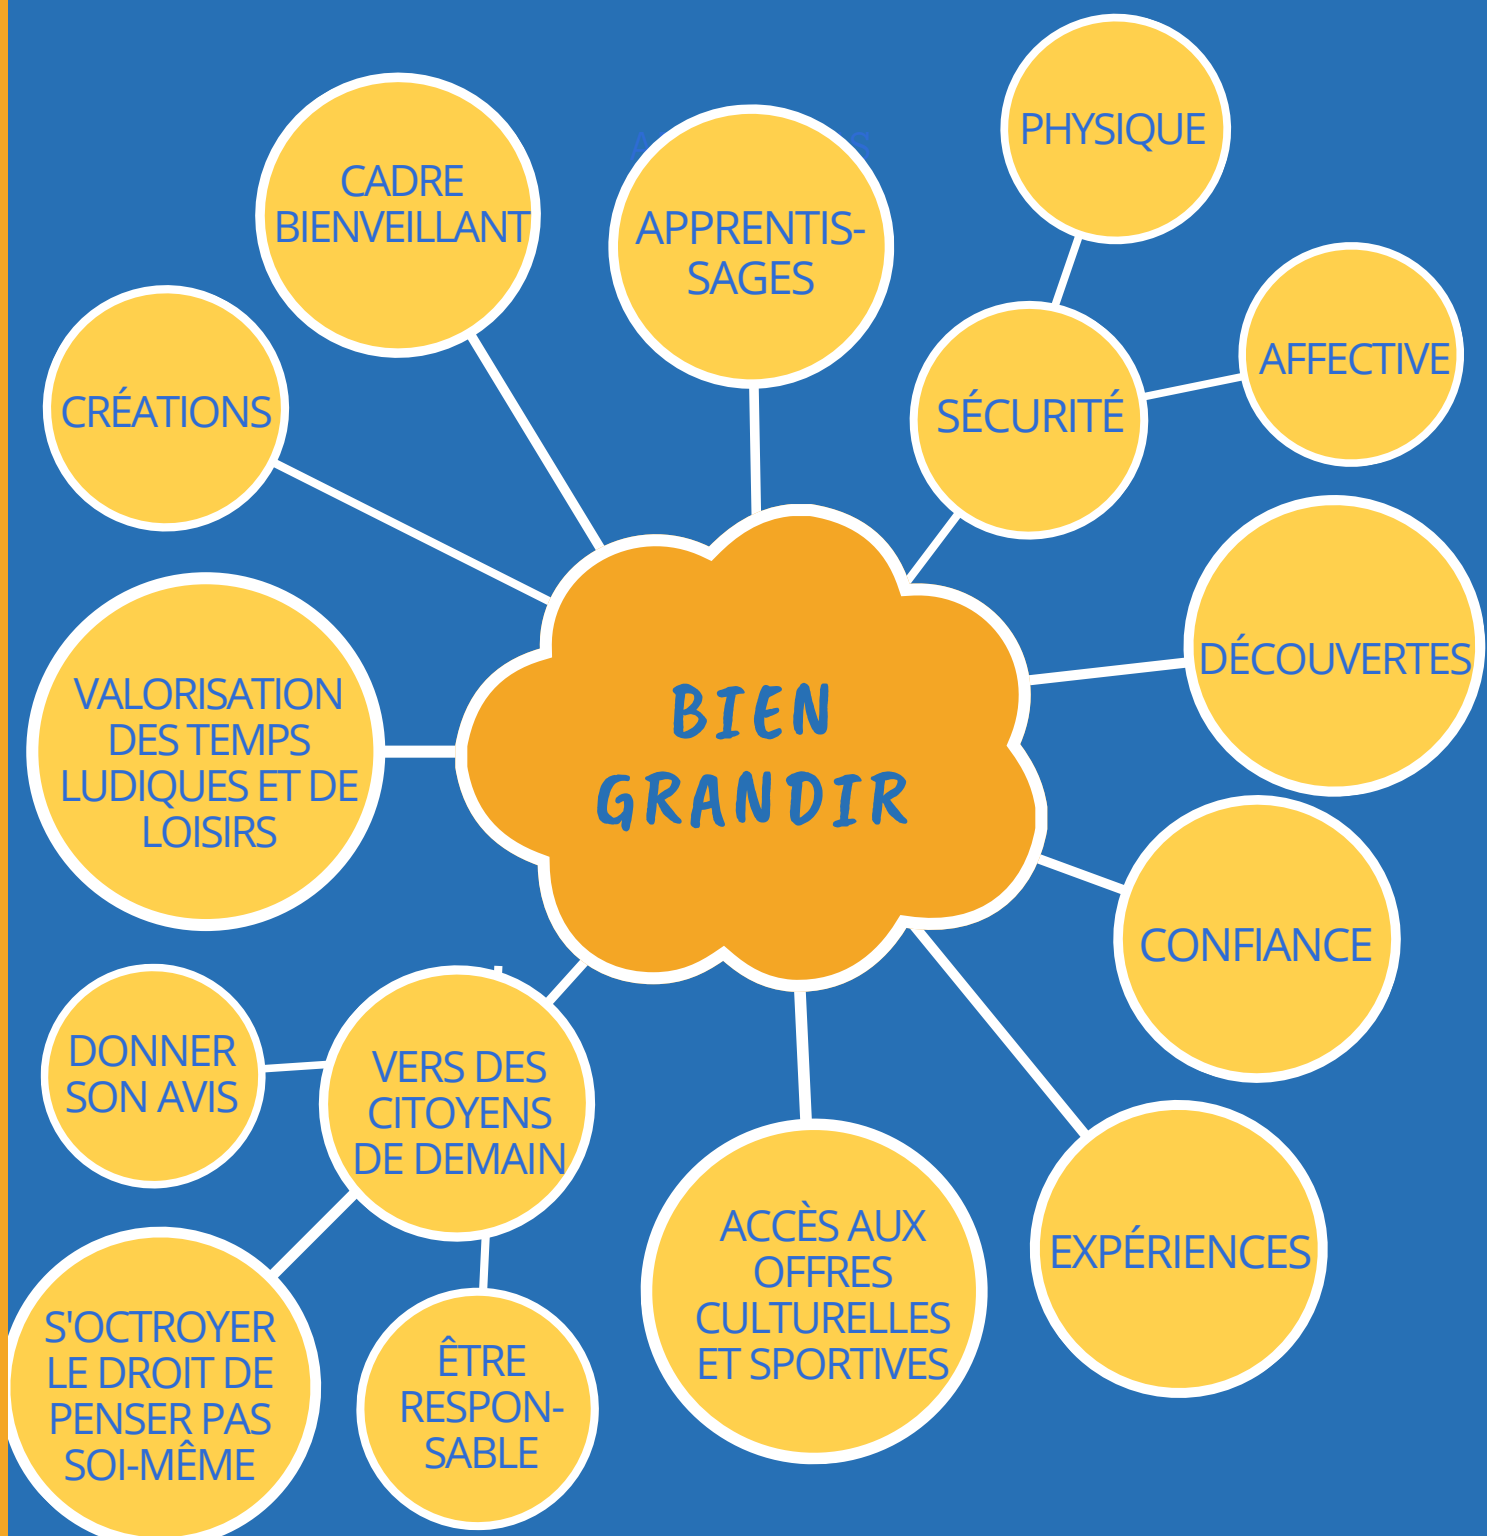 PHYSIQUE
CADRE
BIENVEILLANT
APPRENTIS-
SAGES
AFFECTIVE
CRÉATIONS
SÉCURITÉ
DÉCOUVERTES
VALORISATION
DES TEMPS
LUDIQUES ET DE
LOISIRS
BIEN
GRANDIR
CONFIANCE
DONNER
SON AVIS
VERS DES
CITOYENS
DE DEMAIN
ACCÈS AUX
OFFRES
CULTURELLES
ET SPORTIVES
EXPÉRIENCES
S'OCTROYER
LE DROIT DE
PENSER PAS
SOI-MÊME
ÊTRE
RESPON-
SABLE